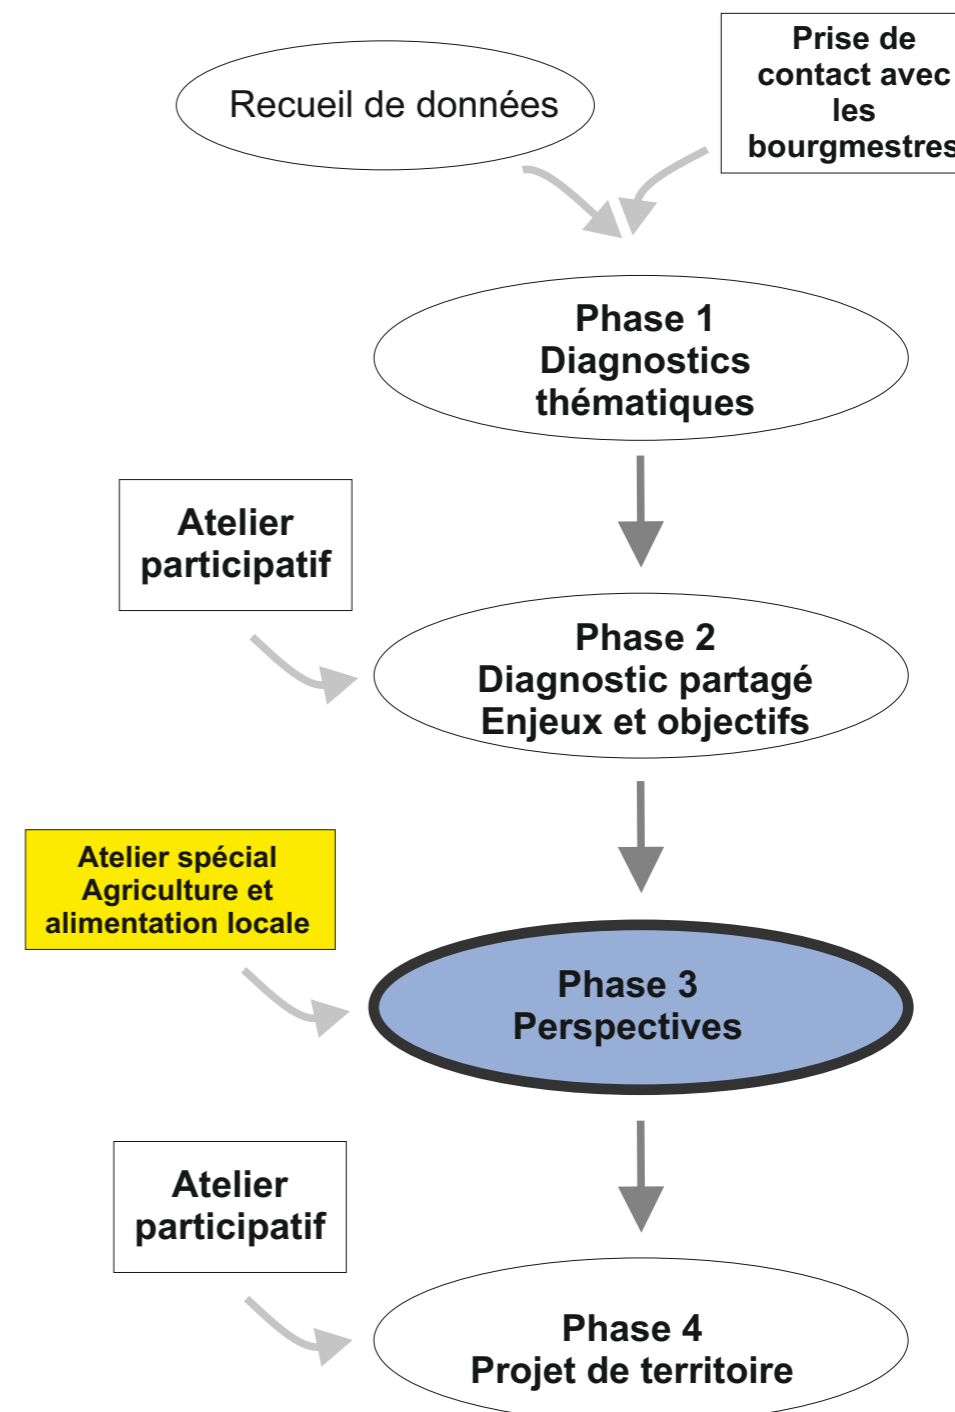 Recueil de données
Prise de
contact avec
les
bourgmestres
Phase 1
Diagnostics
thématiques
Atelier
participatif
Phase 2
Diagnostic partagé
Enjeux et objectifs
Atelier spécial
Agriculture et
alimentation locale
Phase 3
Perspectives
Atelier
participatif
Phase 4
Projet de territoire